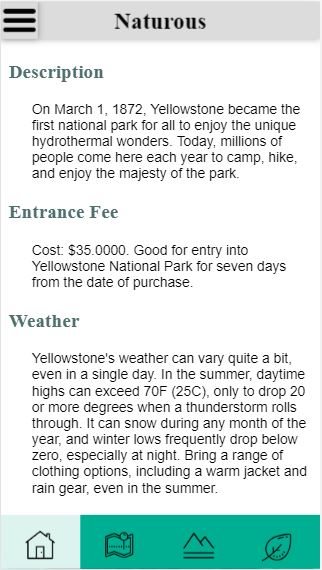 Naturous
Description
On March 1, 1872, Yellowstone became the
first national park for all to enjoy the unique
hydrothermal wonders. Today, millions of
people come here each year to camp, hike,
and enjoy the majesty of the park.
Entrance Fee
Cost: $35.0000. Good for entry into
Yellowstone National Park for seven days
from the date of purchase.
Weather
Yellowstone's weather can vary quite a bit,
even in a single day. In the summer, daytime
highs can exceed 70F (25C), only to drop 20
or more degrees when a thunderstorm rolls
through. It can snow during any month of the
year, and winter lows frequently drop below
zero, especially at night. Bring a range of
clothing options, including a warm jacket and
rain gear, even in the summer.